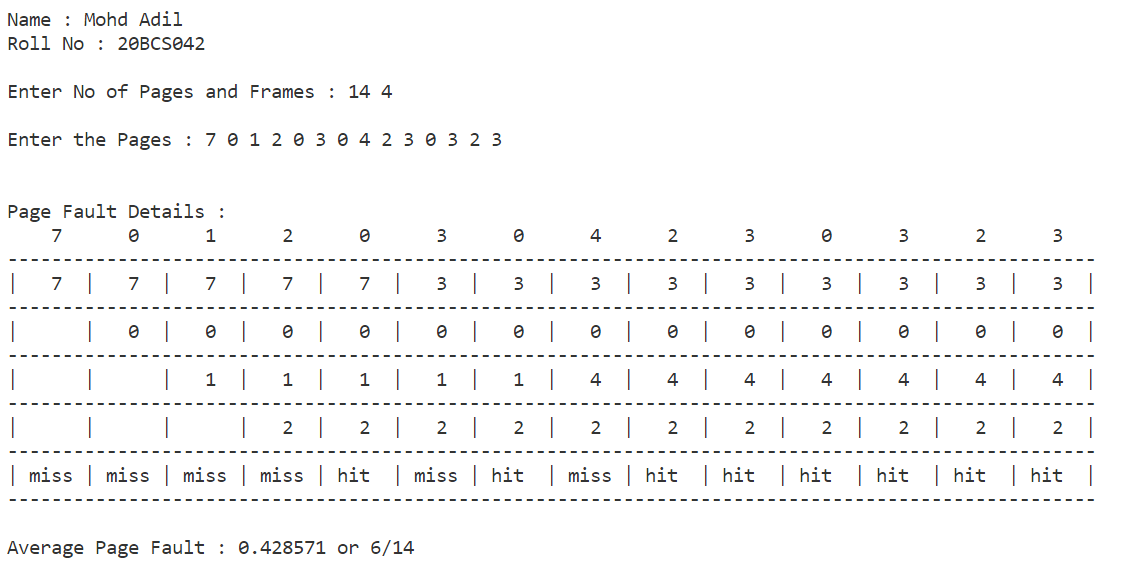 Name : Mohd Adil
Roll No : 20BCS042
Enter No of Pages and Frames : 14 4
Enter the Pages : 7 0 1 2 0 3 0 4 2 3 0 3 2 3
Page Fault Details :
7 0 1 2 0 3 0 4 2 3 0 3 2 3
---------------------------------------------------------------------------------------------------
| 7 | 7 | 7 | 7 | 7 | 3 | 3 | 3 | 3 | 3 | 3 | 3 | 3 | 3 |
---------------------------------------------------------------------------------------------------
| | 0 | 0 | 0 | 0 | 0 | 0 | 0 | 0 | 0 | 0 | 0 | 0 | 0 |
---------------------------------------------------------------------------------------------------
| | | 1 | 1 | 1 | 1 | 1 | 4 | 4 | 4 | 4 | 4 | 4 | 4 |
---------------------------------------------------------------------------------------------------
| | | | 2 | 2 | 2 | 2 | 2 | 2 | 2 | 2 | 2 | 2 | 2 |
---------------------------------------------------------------------------------------------------
| miss | miss | miss | miss | hit | miss | hit | miss | hit | hit | hit | hit | hit | hit |
---------------------------------------------------------------------------------------------------
Average Page Fault : 0.428571 or 6/14